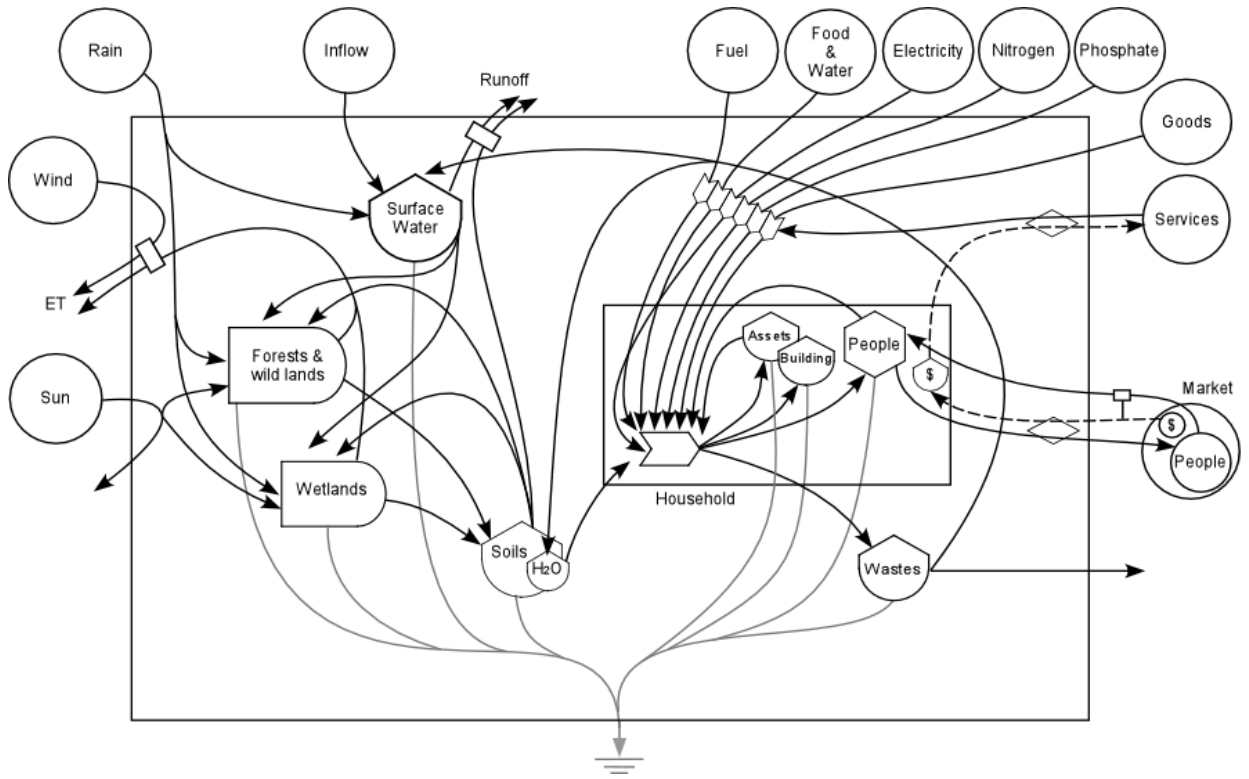 Rain
Inflow
Runoff
Fuel
Food
&
Water
Electricity
Nitrogen
Phosphate
Goods
Wind
Surface
Water
Services
ET
Forests &
wild lands
Assets
Building
People
$
Sun
Market
$
People
Wetlands
Household
Soils
H₂O
Wastes